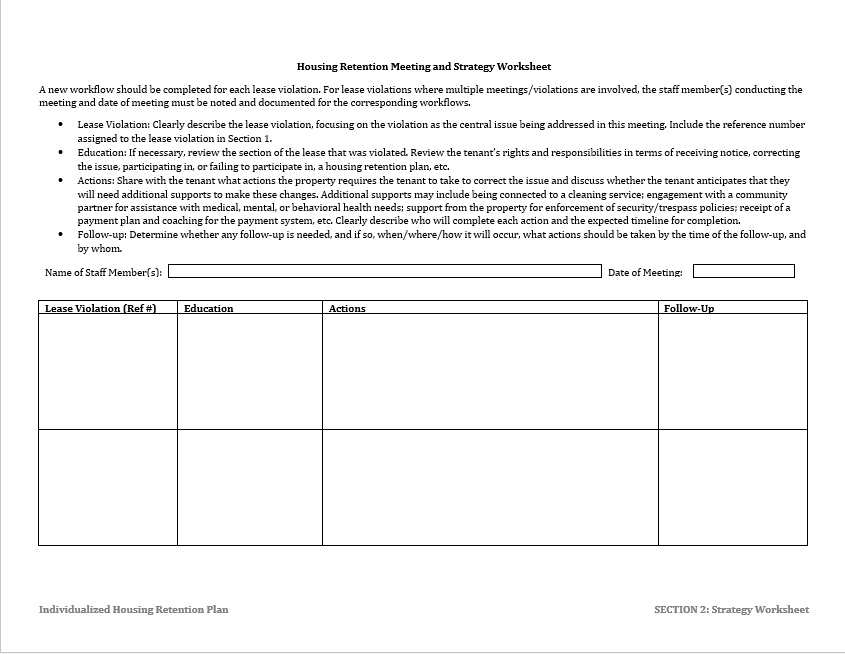 Housing Retention Meeting and Strategy Worksheet
A new workflow should be completed for each lease violation. For lease violations where multiple meetings/violations are involved, the staff member(s) conducting the
meeting and date of meeting must be noted and documented for the corresponding workflows.
• Lease Violation: Clearly describe the lease violation, focusing on the violation as the central issue being addressed in this meeting. Include the reference number
assigned to the lease violation in Section 1.
• Education: If necessary, review the section of the lease that was violated. Review the tenant's rights and responsibilities in terms of receiving notice, correcting
the issue, participating in, or failing to participate in, a housing retention plan, etc.
• Actions: Share with the tenant what actions the property requires the tenant to take to correct the issue and discuss whether the tenant anticipates that they
will need additional supports to make these changes. Additional supports may include being connected to a cleaning service; engagement with a community
partner for assistance with medical, mental, or behavioral health needs; support from the property for enforcement of security/trespass policies; receipt of a
payment plan and coaching for the payment system, etc. Clearly describe who will complete each action and the expected timeline for completion.
• Follow-up: Determine whether any follow-up is needed, and if so, when/where/how it will occur, what actions should be taken by the time of the follow-up, and
by whom.
Name of Staff Member(s): Date of Meeting:
Lease Violation (Ref #) Education Actions Follow-Up
Individualized Housing Retention Plan SECTION 2: Strategy Worksheet